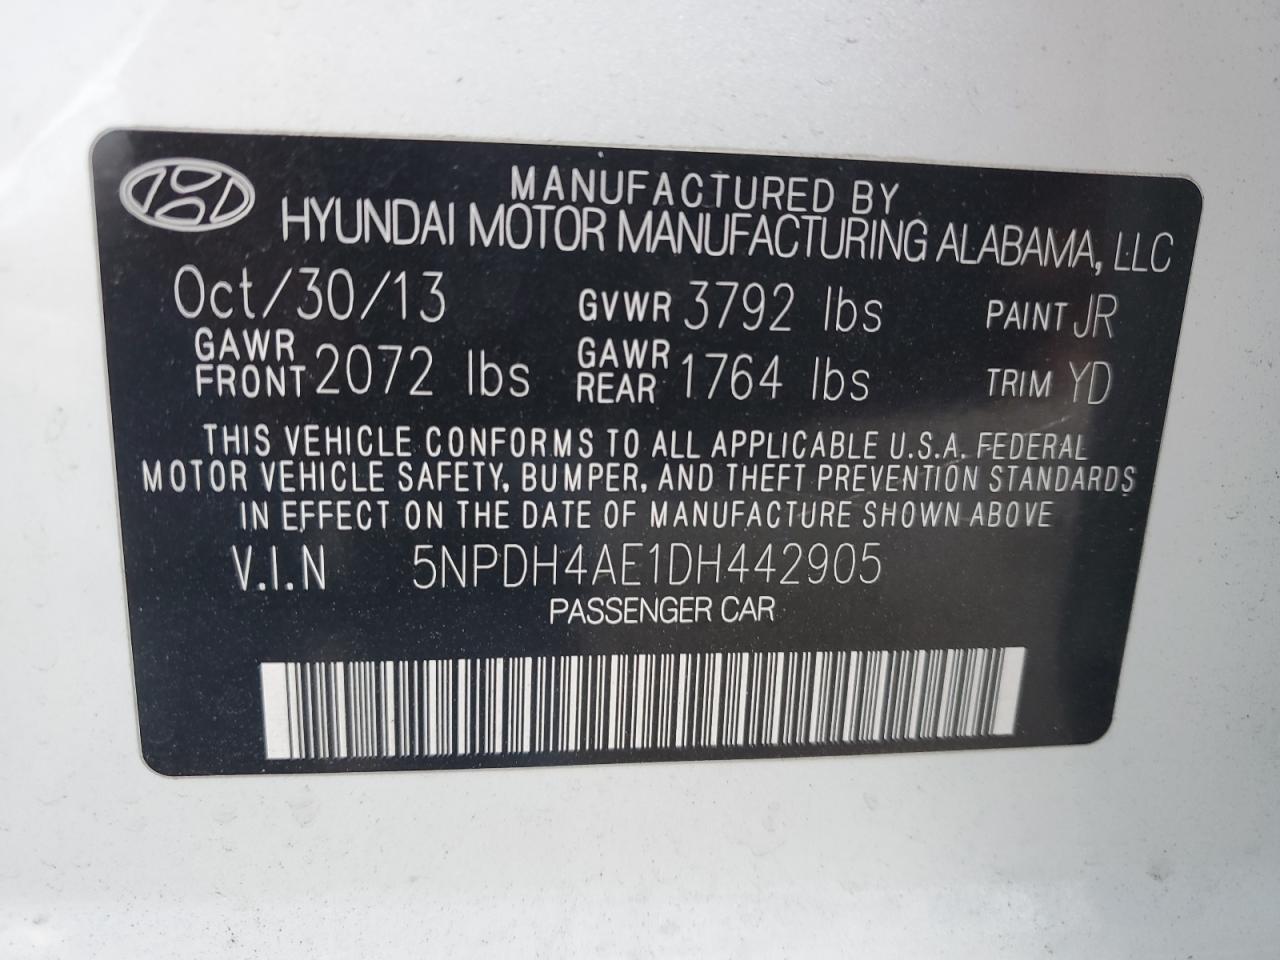 MANUFACTURED BY
HYUNDAI MOTOR MANUFACTURING ALABAMA, LLC
Oct/30/13 GVWR 3792 lbs PAINT JR
GAWR FRONT 2072 lbs GAWR REAR 1764 lbs TRIM YD
THIS VEHICLE CONFORMS TO ALL APPLICABLE U.S.A. FEDERAL
MOTOR VEHICLE SAFETY, BUMPER, AND THEFT PREVENTION STANDARDS
IN EFFECT ON THE DATE OF MANUFACTURE SHOWN ABOVE
V.I.N 5NPDH4AE1DH442905
PASSENGER CAR